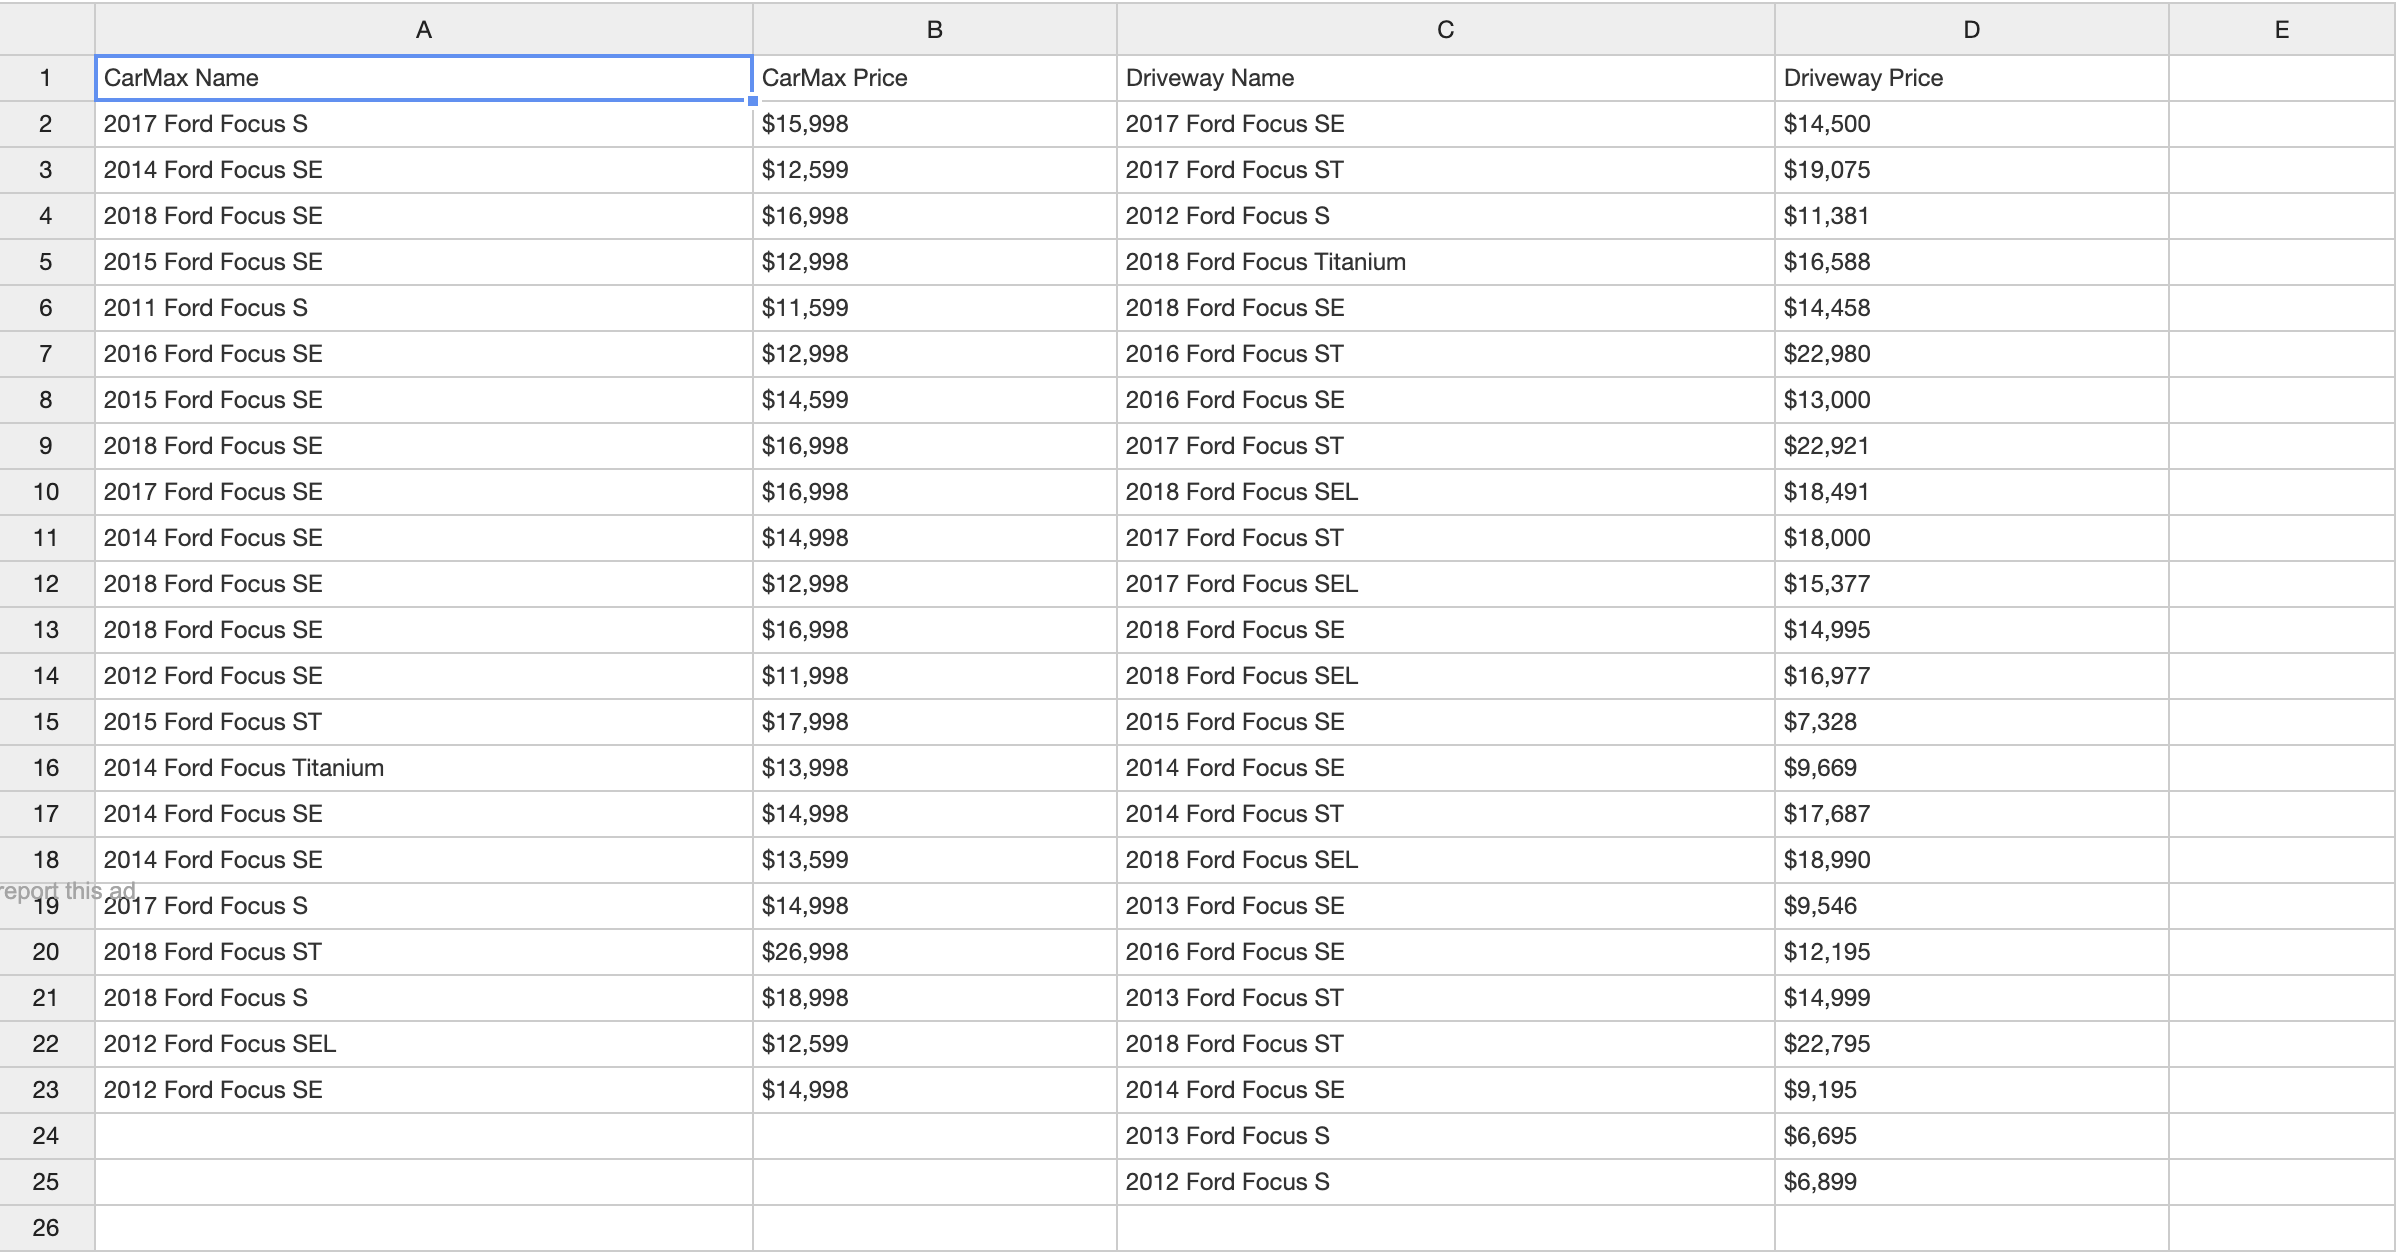 A B C D E
1 CarMax Name CarMax Price Driveway Name Driveway Price
2 2017 Ford Focus S $15,998 2017 Ford Focus SE $14,500
3 2014 Ford Focus SE $12,599 2017 Ford Focus ST $19,075
4 2018 Ford Focus SE $16,998 2012 Ford Focus S $11,381
5 2015 Ford Focus SE $12,998 2018 Ford Focus Titanium $16,588
6 2011 Ford Focus S $11,599 2018 Ford Focus SE $14,458
7 2016 Ford Focus SE $12,998 2016 Ford Focus ST $22,980
8 2015 Ford Focus SE $14,599 2016 Ford Focus SE $13,000
9 2018 Ford Focus SE $16,998 2017 Ford Focus ST $22,921
10 2017 Ford Focus SE $16,998 2018 Ford Focus SEL $18,491
11 2014 Ford Focus SE $14,998 2017 Ford Focus ST $18,000
12 2018 Ford Focus SE $12,998 2017 Ford Focus SEL $15,377
13 2018 Ford Focus SE $16,998 2018 Ford Focus SE $14,995
14 2012 Ford Focus SE $11,998 2018 Ford Focus SEL $16,977
15 2015 Ford Focus ST $17,998 2015 Ford Focus SE $7,328
16 2014 Ford Focus Titanium $13,998 2014 Ford Focus SE $9,669
17 2014 Ford Focus SE $14,998 2014 Ford Focus ST $17,687
18 2014 Ford Focus SE $13,599 2018 Ford Focus SEL $18,990
report this ad
19 2017 Ford Focus S $14,998 2013 Ford Focus SE $9,546
20 2018 Ford Focus ST $26,998 2016 Ford Focus SE $12,195
21 2018 Ford Focus S $18,998 2013 Ford Focus ST $14,999
22 2012 Ford Focus SEL $12,599 2018 Ford Focus ST $22,795
23 2012 Ford Focus SE $14,998 2014 Ford Focus SE $9,195
24 2013 Ford Focus S $6,695
25 2012 Ford Focus S $6,899
26